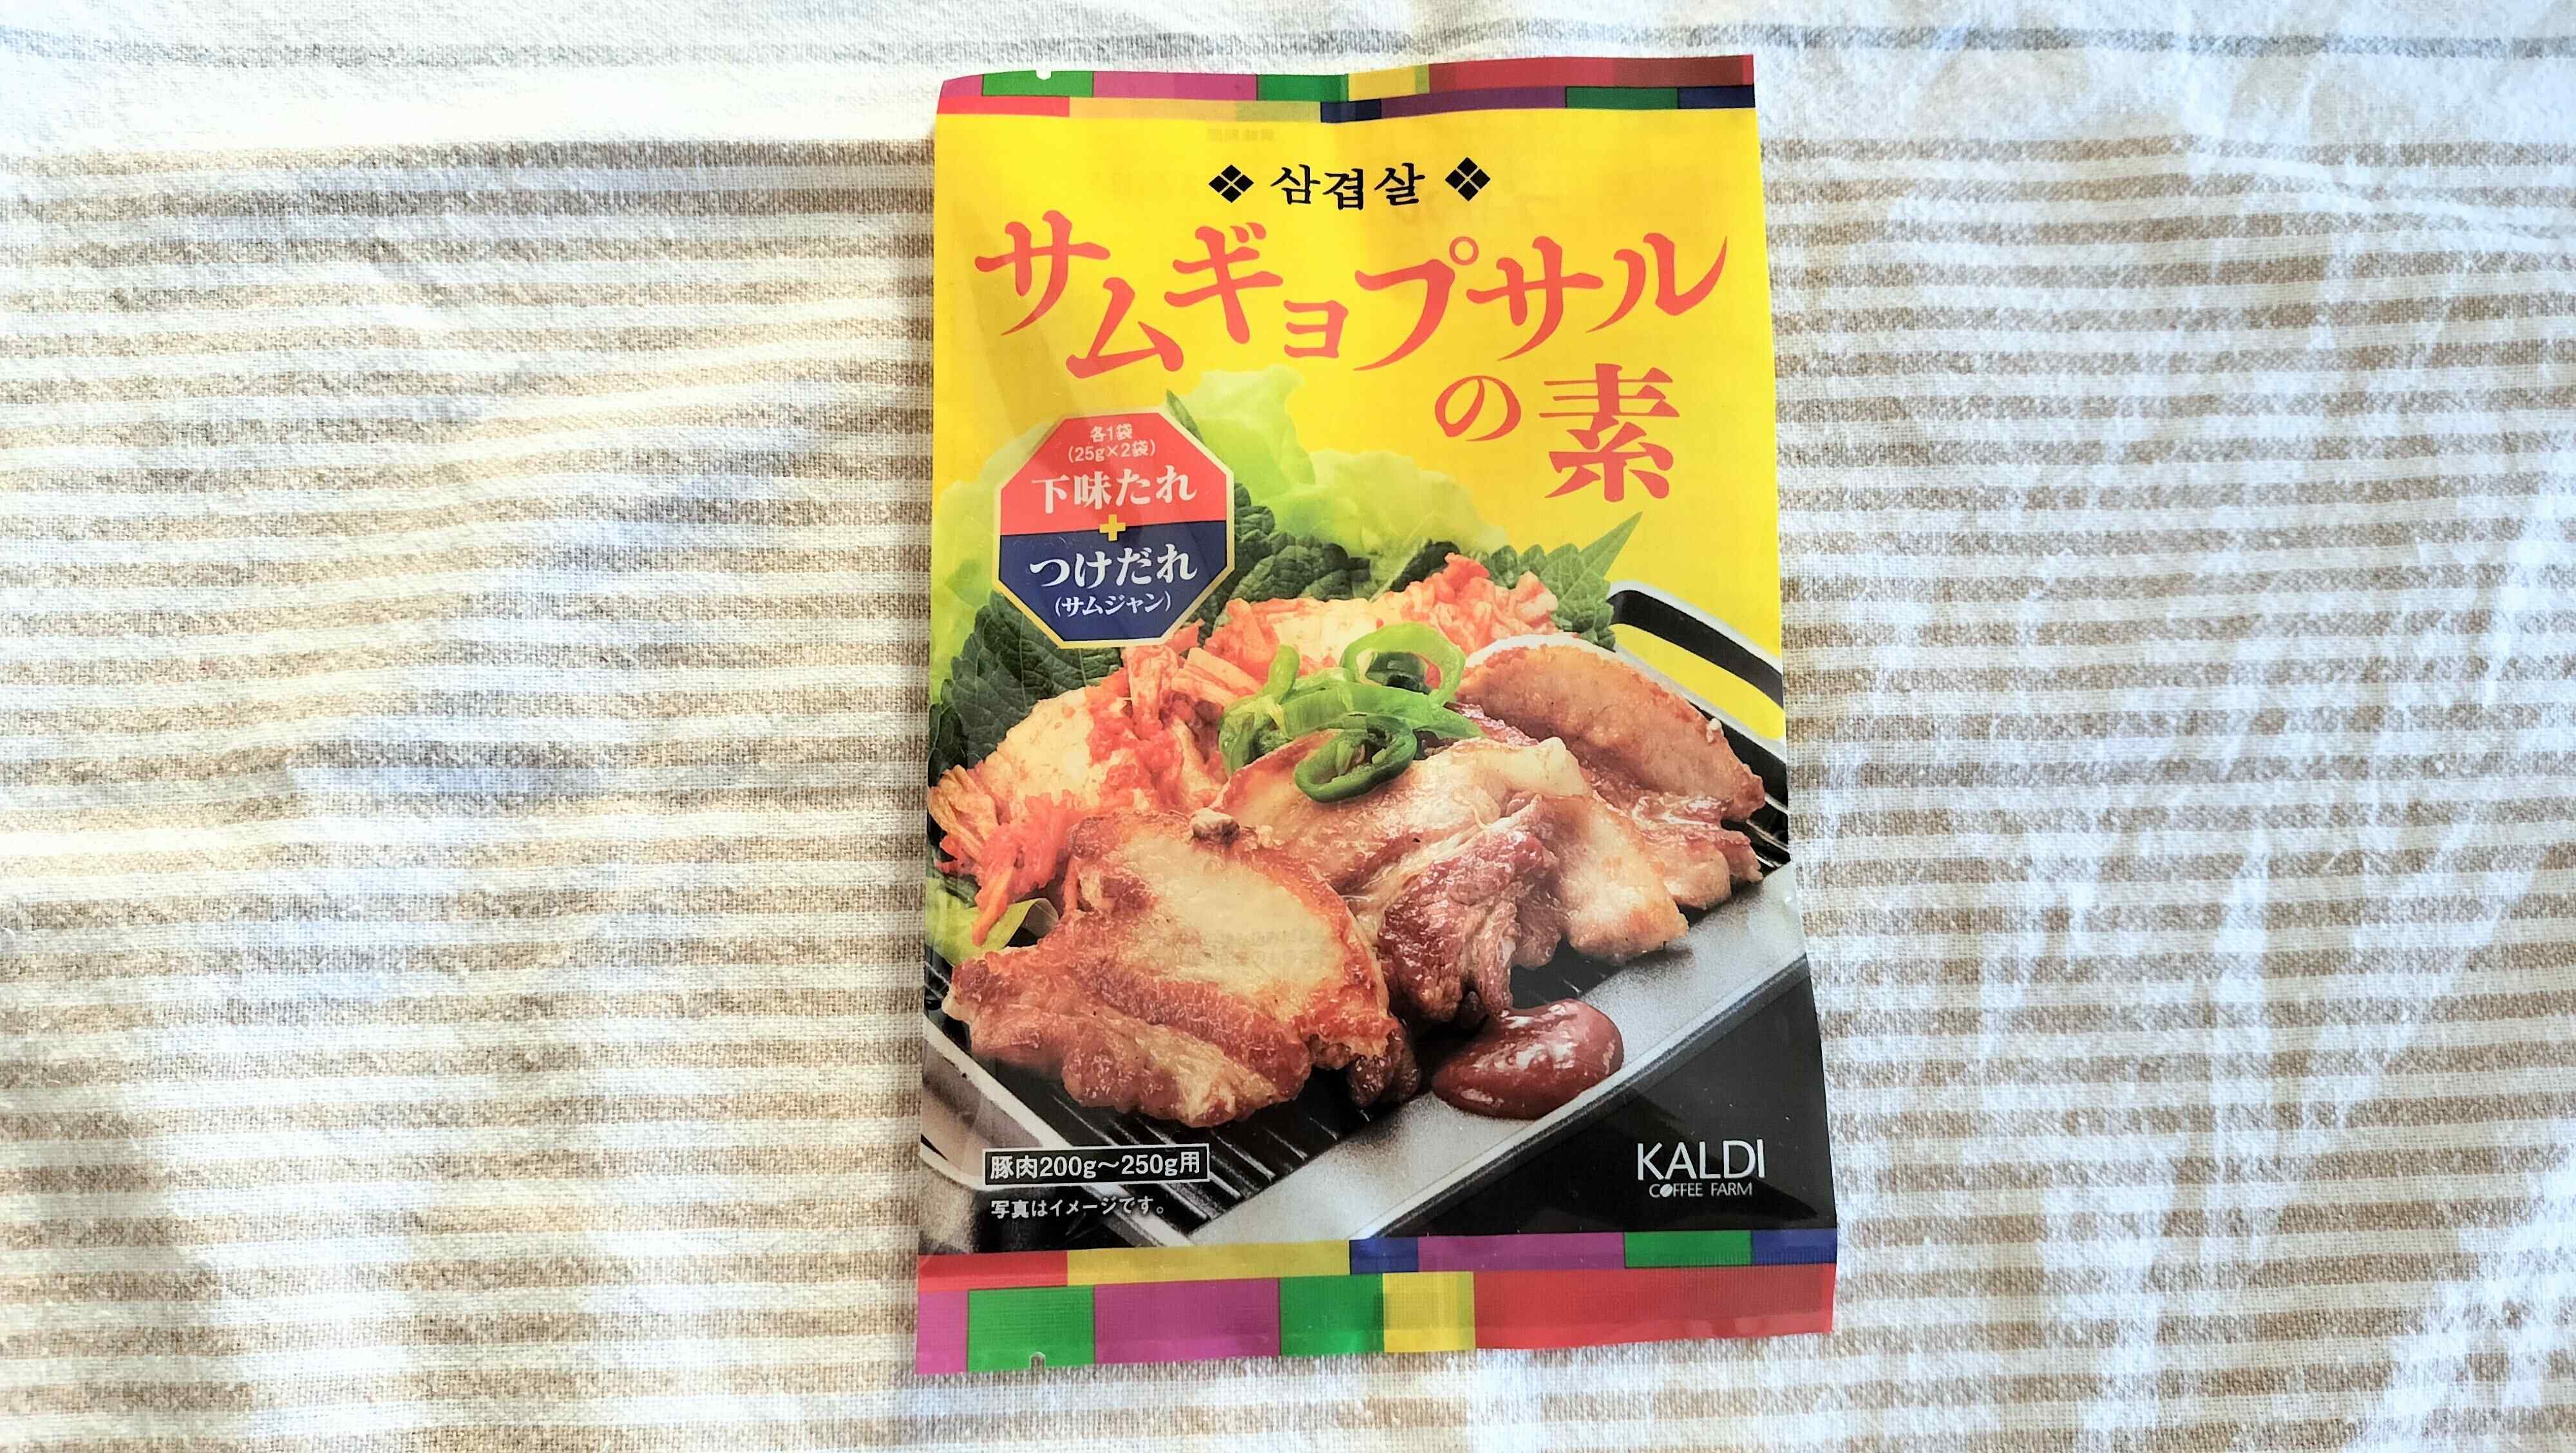 ❖ 삼겹살 ❖
サムギョプサル
の素
各1袋
(25g×2袋)
下味たれ
+
つけだれ
(サムジャン)
豚肉200g〜250g用
写真はイメージです。
KALDI
COFFEE FARM